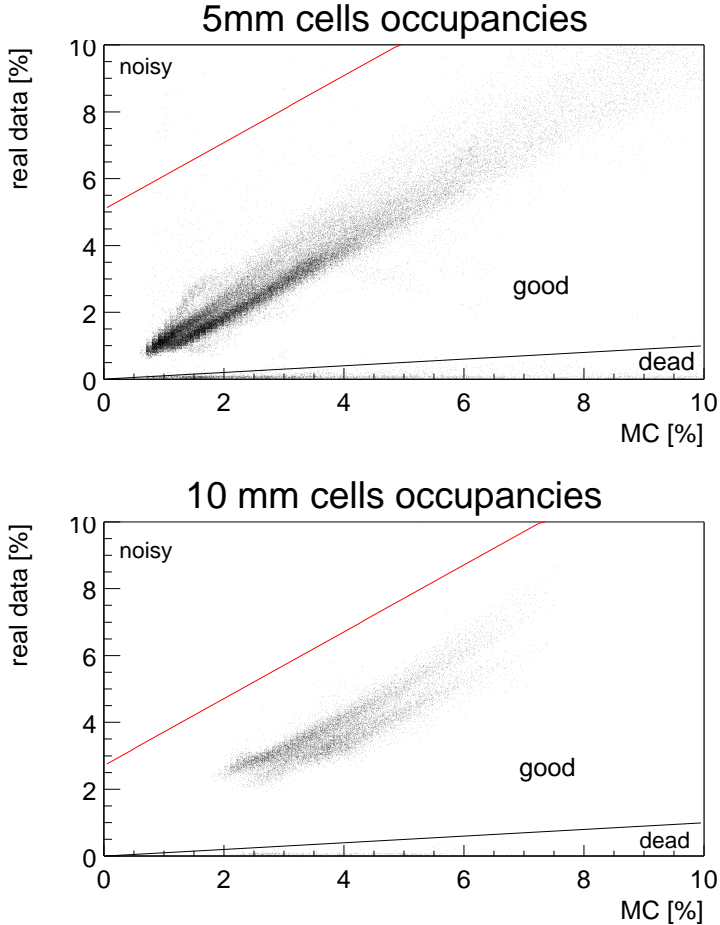 5mm cells occupancies
real data [%]
10
8
6
4
2
0
noisy
good
dead
0 2 4 6 8 10
MC [%]
10 mm cells occupancies
real data [%]
10
8
6
4
2
0
noisy
good
dead
0 2 4 6 8 10
MC [%]